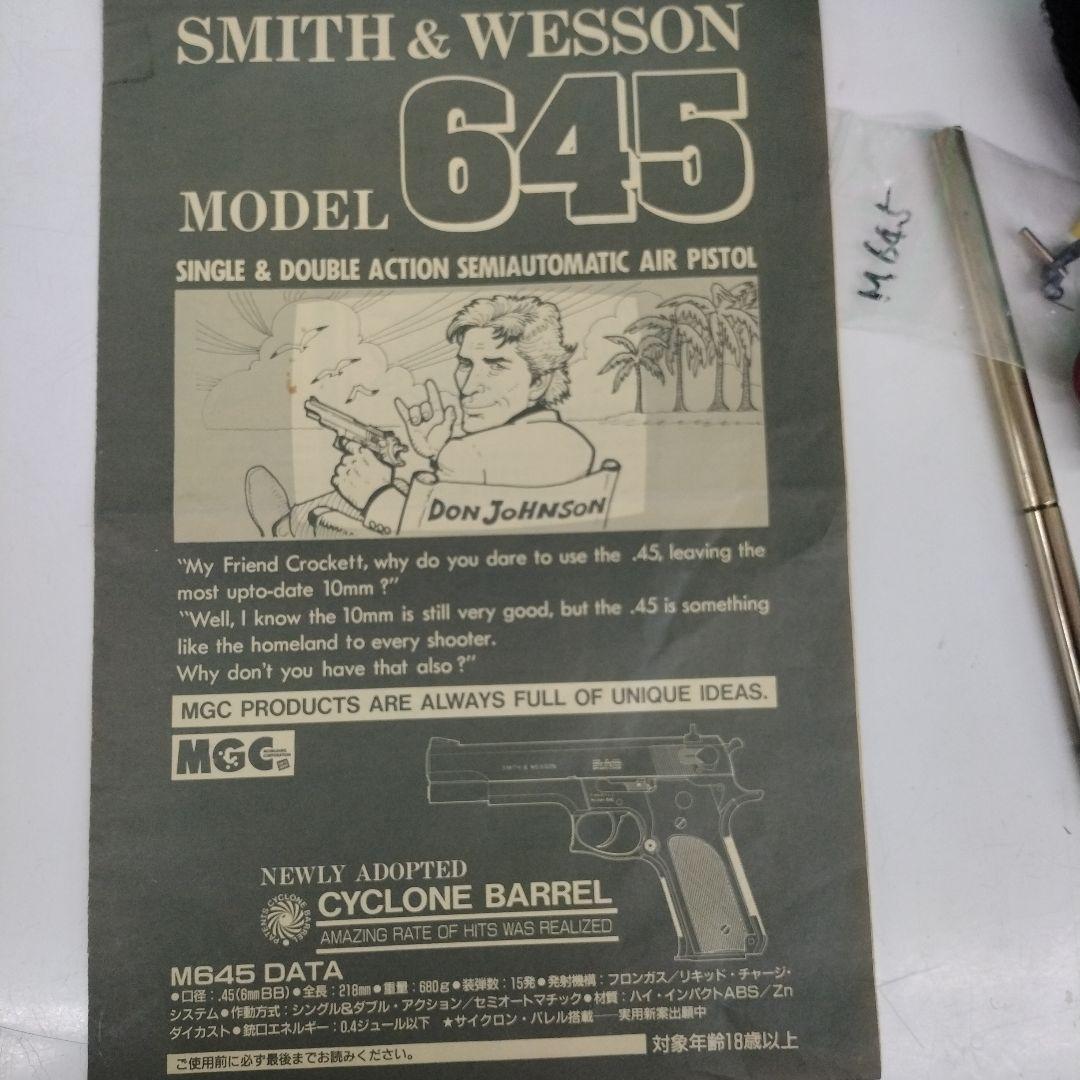 SMITH & WESSON
MODEL 645
SINGLE & DOUBLE ACTION SEMIAUTOMATIC AIR PISTOL
DON JOHNSON
"My Friend Crockett, why do you dare to use the .45, leaving the
most upto-date 10mm?"
"Well, I know the 10mm is still very good, but the .45 is something
like the homeland to every shooter.
Why don't you have that also?"
MGC PRODUCTS ARE ALWAYS FULL OF UNIQUE IDEAS.
MGC
SMITH & WESSON
NEWLY ADOPTED
CYCLONE BARREL
AMAZING RATE OF HITS WAS REALIZED
PATENTS CYCLONE BARREL
M645 DATA
●口径:.45(6mmBB)●全長:218mm●重量:680g●装弾数:15発●発射機構:フロンガス/リキッド・チャージ・
システム●作動方式:シングル&ダブル・アクション/セミオートマチック●材質:ハイ・インパクトABS/Zn
ダイカスト●銃口エネルギー:0.4ジュール以下 ★サイクロン・バレル搭載──実用新案出願中
ご使用前に必ず最後までお読みください。
対象年齢18歳以上